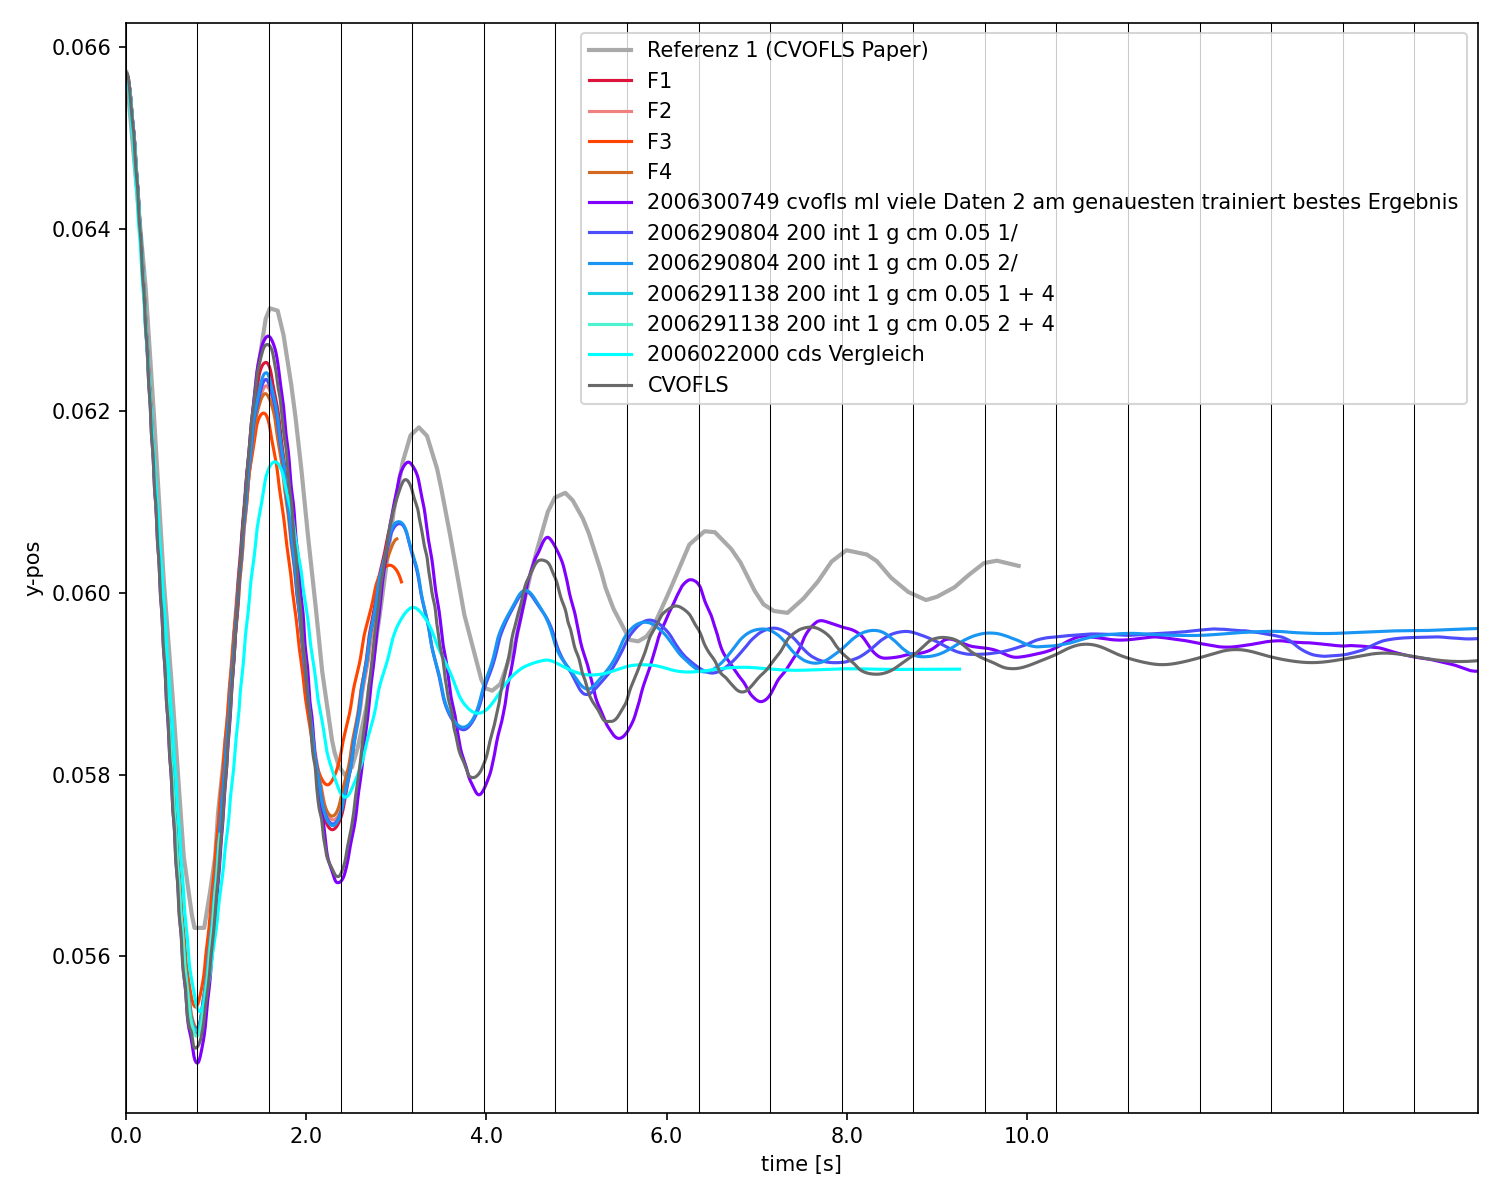 0.066
0.064
0.062
0.060
0.058
0.056
y-pos
Referenz 1 (CVOFLS Paper)
F1
F2
F3
F4
2006300749 cvofls ml viele Daten 2 am genauesten trainiert bestes Ergebnis
2006290804 200 int 1 g cm 0.05 1/
2006290804 200 int 1 g cm 0.05 2/
2006291138 200 int 1 g cm 0.05 1 + 4
2006291138 200 int 1 g cm 0.05 2 + 4
2006022000 cds Vergleich
CVOFLS
0.0 2.0 4.0 6.0 8.0 10.0
time [s]